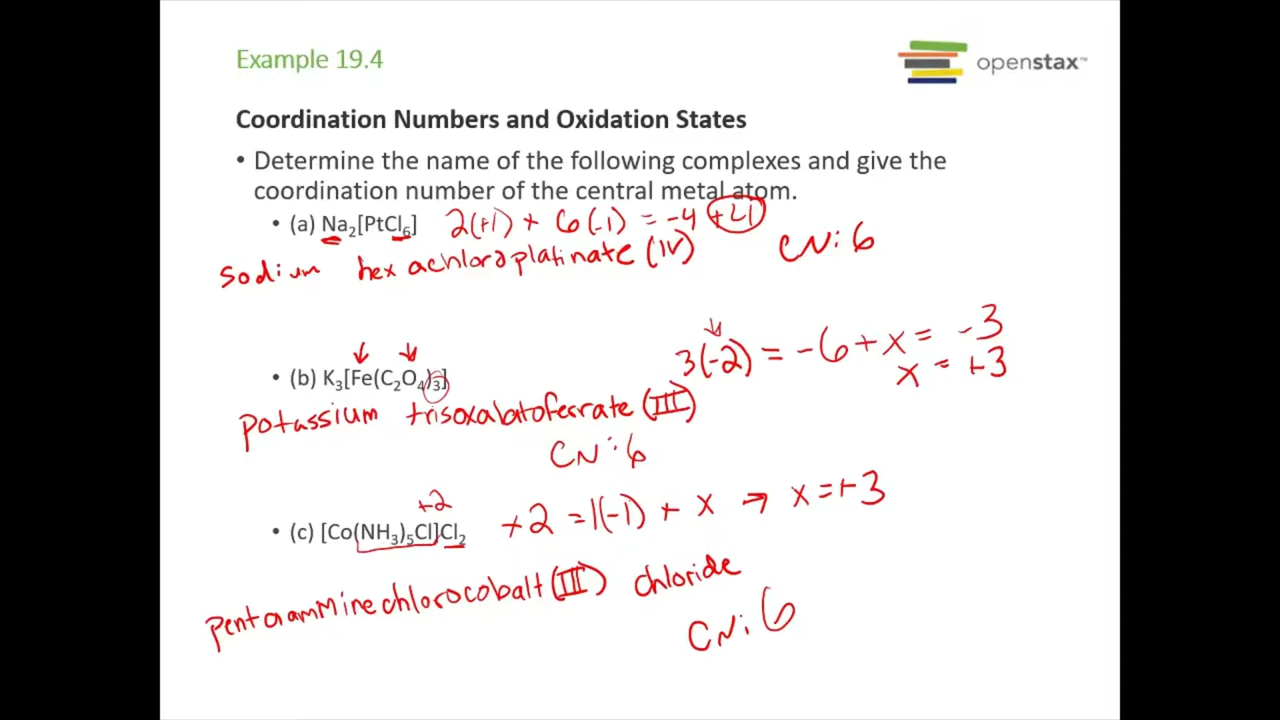 Example 19.4
openstax™
Coordination Numbers and Oxidation States
• Determine the name of the following complexes and give the
coordination number of the central metal atom.
• (a) Na₂[PtCl₆] 2(+1) + 6(-1) = -4 +4
CN: 6
sodium hexachloroplatinate (IV)
3(-2) = -6 + x = -3
x = +3
• (b) K₃[Fe(C₂O₄)₃]
potassium trisoxalatoferrate (III)
CN: 6
+2
• (c) [Co(NH₃)₅Cl]Cl₂ +2 = 1(-1) + x → x = +3
pentaamminechlorocobalt (III) chloride
CN: 6